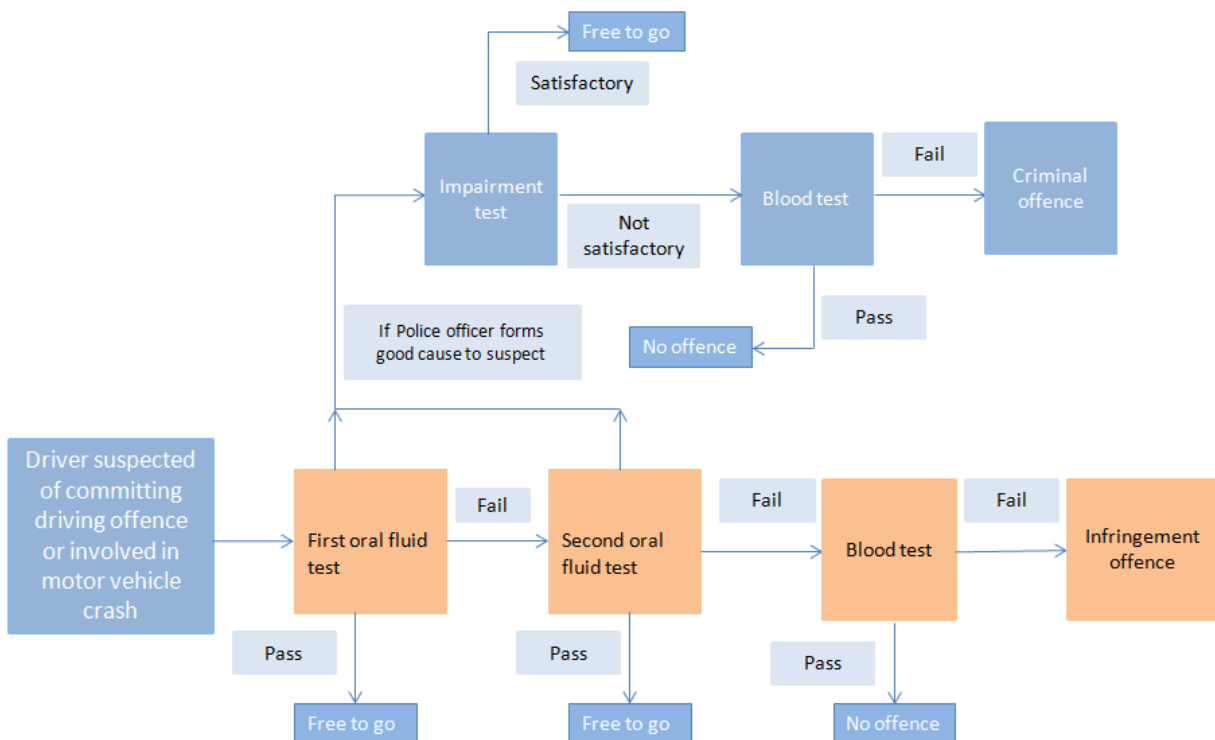 Free to go
Satisfactory
Impairment
test
Not
satisfactory
Blood test
Fail
Criminal
offence
Pass
No offence
If Police officer forms
good cause to suspect
Driver suspected
of committing
driving offence
or involved in
motor vehicle
crash
First oral fluid
test
Fail
Second oral
fluid test
Fail
Blood test
Fail
Infringement
offence
Pass
Pass
Pass
Free to go
Free to go
No offence